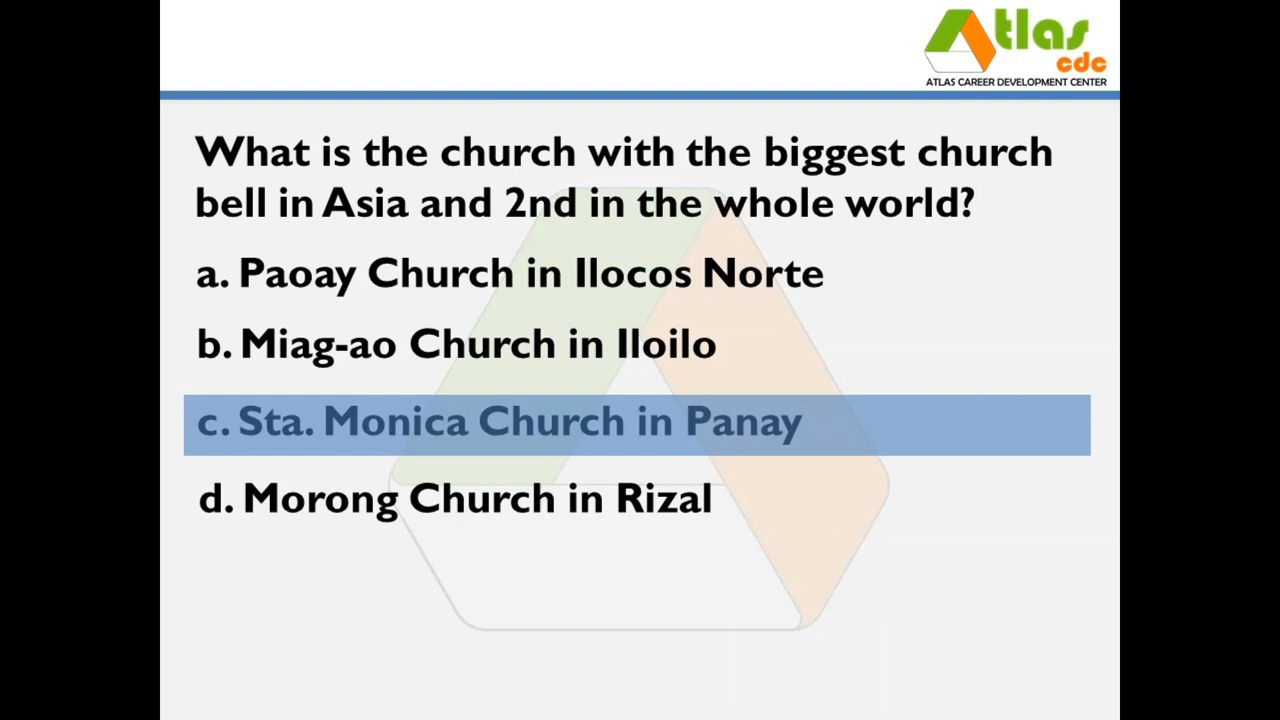 Atlas
cdc
ATLAS CAREER DEVELOPMENT CENTER
What is the church with the biggest church
bell in Asia and 2nd in the whole world?
a. Paoay Church in Ilocos Norte
b. Miag-ao Church in Iloilo
c. Sta. Monica Church in Panay
d. Morong Church in Rizal